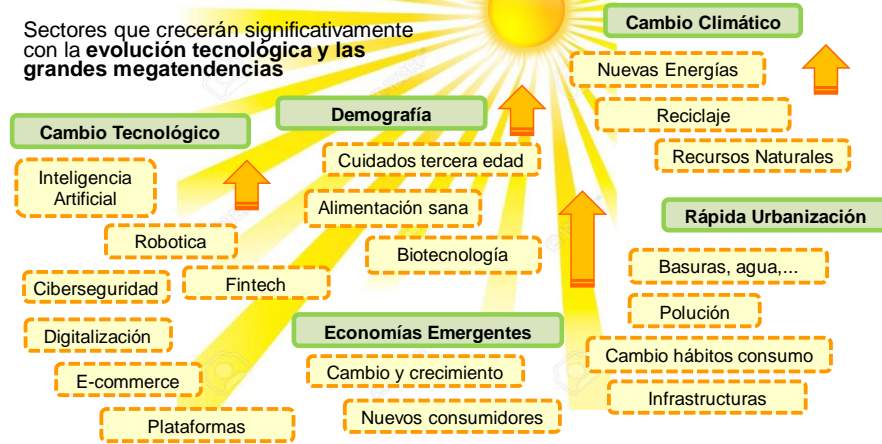 Sectores que crecerán significativamente
con la evolución tecnológica y las
grandes megatendencias
Cambio Tecnológico
Inteligencia
Artificial
Robotica
Ciberseguridad
Fintech
Digitalización
E-commerce
Plataformas
Demografía
Cuidados tercera edad
Alimentación sana
Biotecnología
Economías Emergentes
Cambio y crecimiento
Nuevos consumidores
Cambio Climático
Nuevas Energías
Reciclaje
Recursos Naturales
Rápida Urbanización
Basuras, agua,...
Polución
Cambio hábitos consumo
Infrastructuras